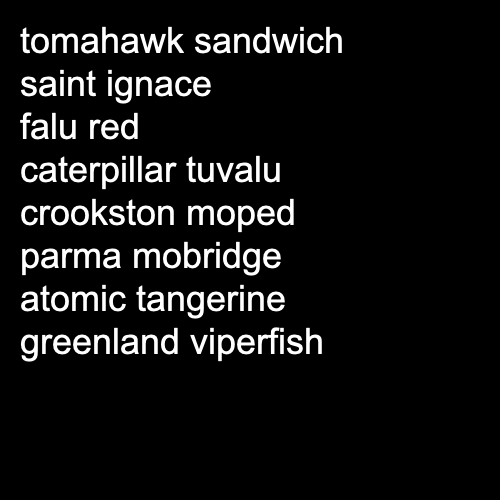 tomahawk sandwich
saint ignace
falu red
caterpillar tuvalu
crookston moped
parma mobridge
atomic tangerine
greenland viperfish